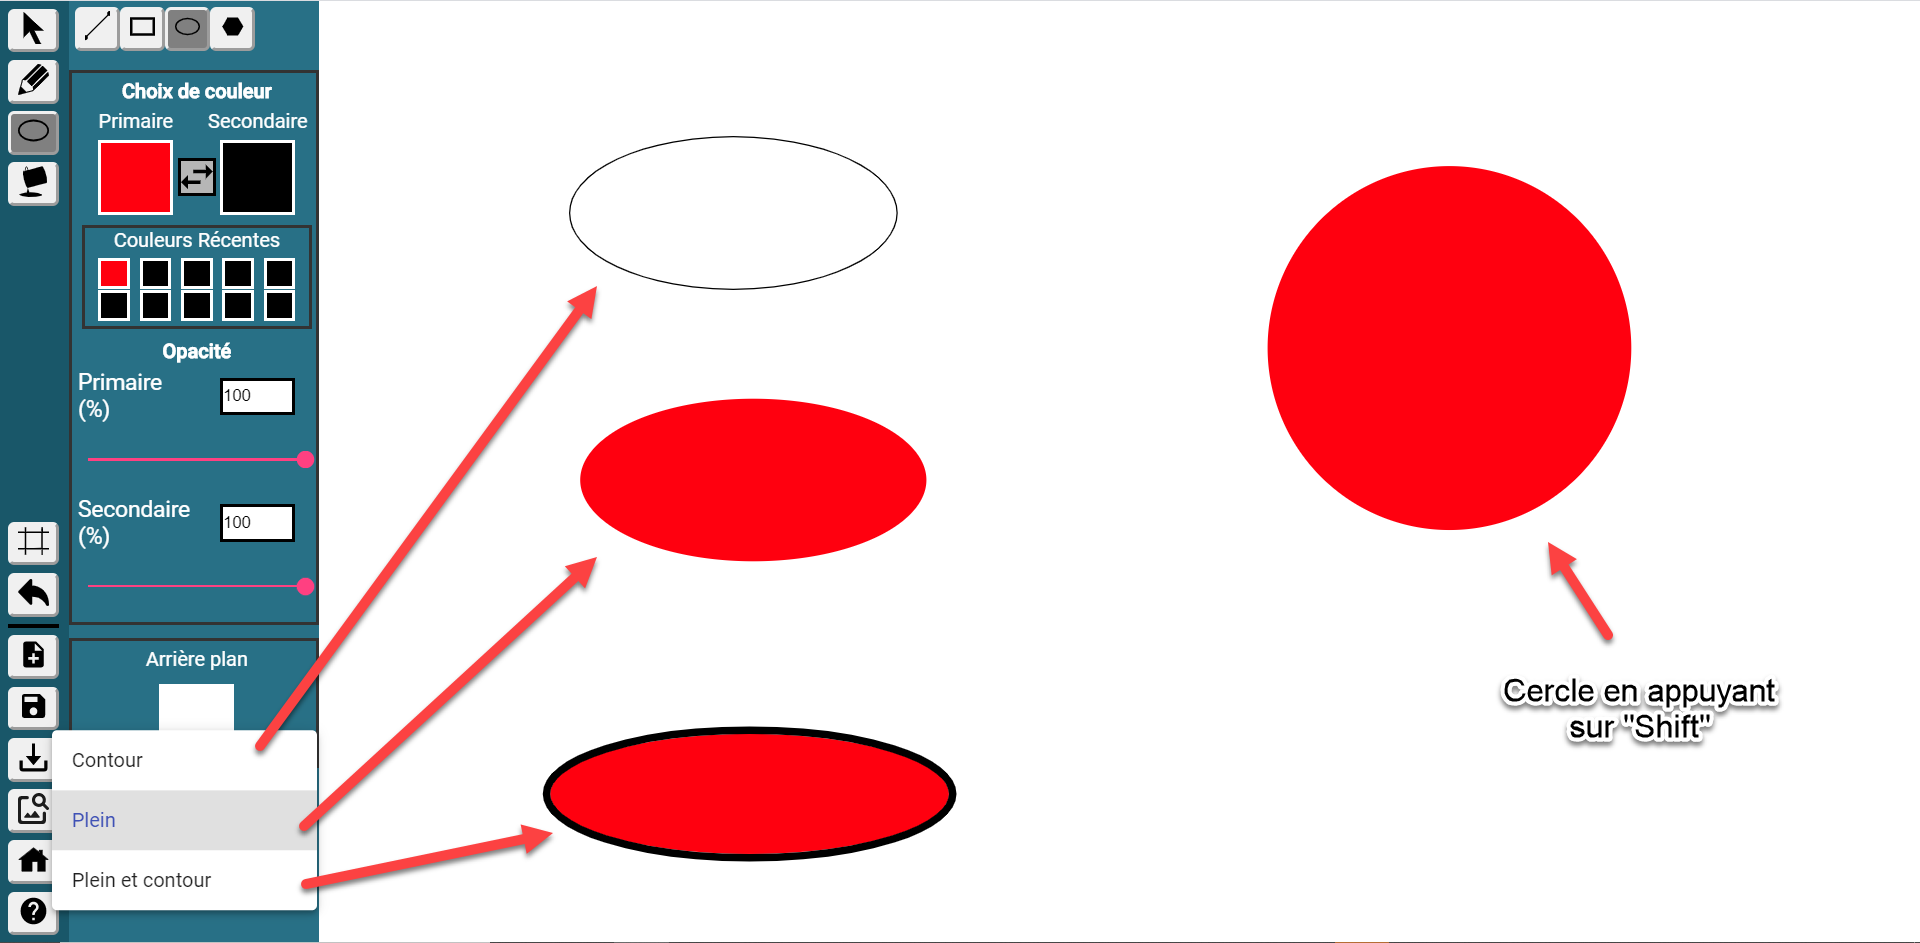 Choix de couleur
Primaire Secondaire
Couleurs Récentes
Opacité
Primaire
(%)
100
Secondaire
(%)
100
Arrière plan
Contour
Plein
Plein et contour
Cercle en appuyant
sur "Shift"